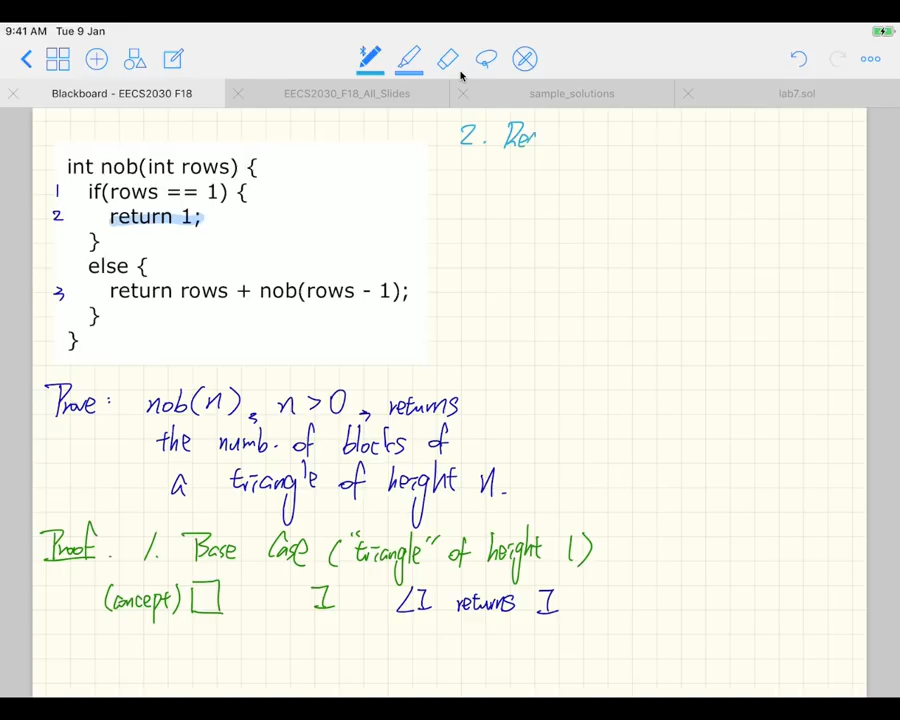 9:41 AM Tue 9 Jan
Blackboard - EECS2030 F18
EECS2030_F18_All_Slides
sample_solutions
lab7.sol
2. Rec
int nob(int rows) {
1 if(rows == 1) {
2 return 1;
}
else {
3 return rows + nob(rows - 1);
}
}
Prove: nob(n), n > 0, returns
the numb. of blocks of
a triangle of height n.
Proof. 1. Base Case ("triangle" of height 1)
(concept) 1 L1 returns 1